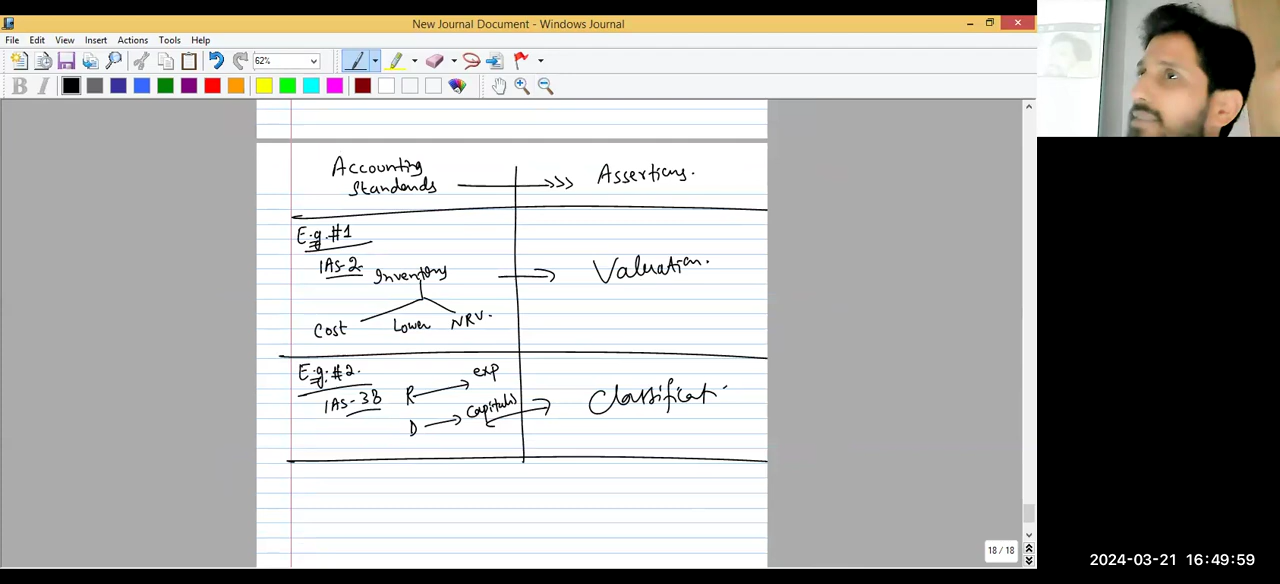 New Journal Document - Windows Journal
File Edit View Insert Actions Tools Help
62%
B I
Accounting
Standards
Assertions.
E.g. #1
IAS-2 Inventory
Valuation.
Cost Lower NRV.
E.g. #2.
IAS-38 R exp
D Capitalis
Classificat
18 / 18
2024-03-21 16:49:59